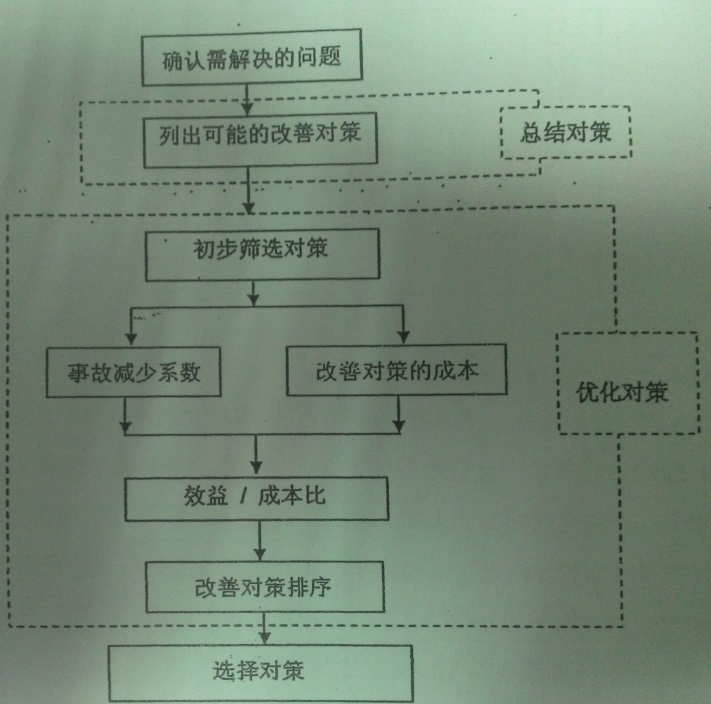 确认需解决的问题
列出可能的改善对策
总结对策
初步筛选对策
事故减少系数
改善对策的成本
优化对策
效益 / 成本比
改善对策排序
选择对策